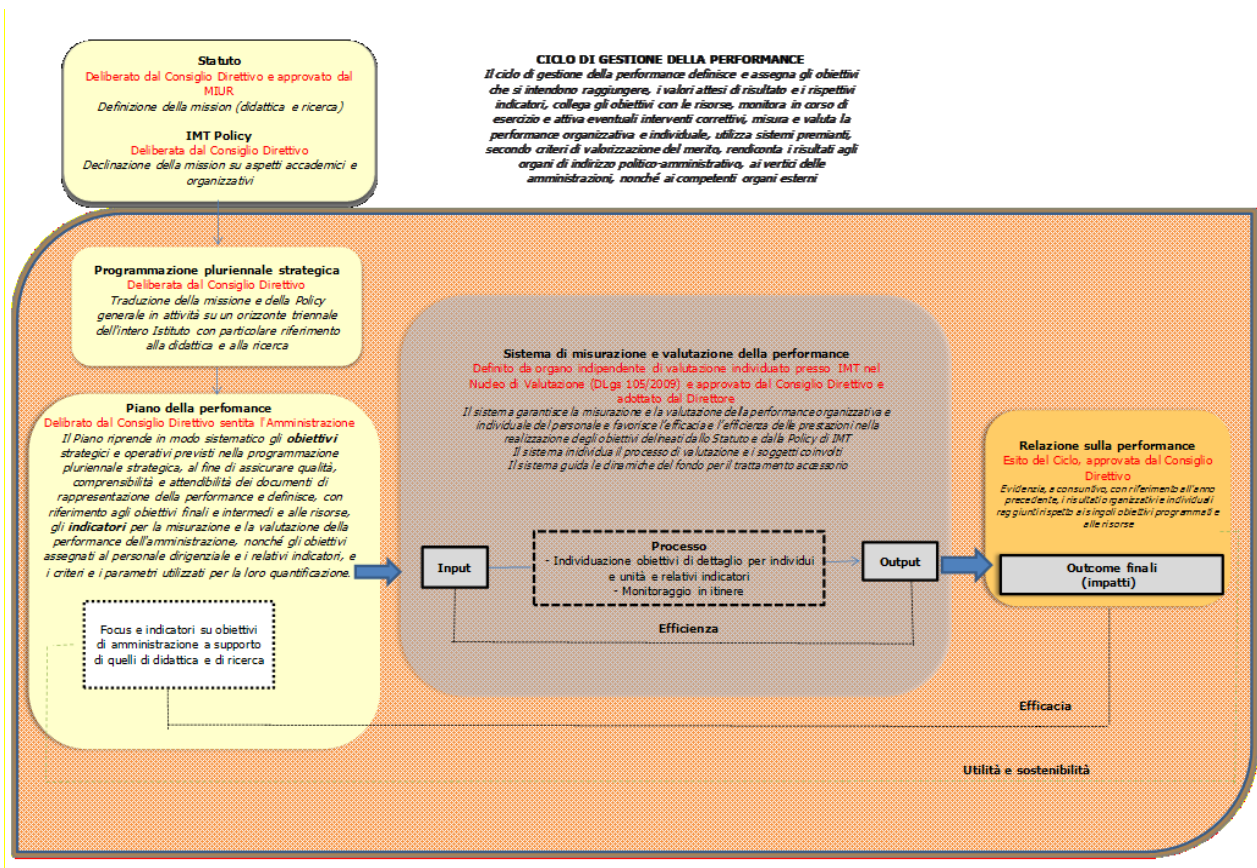 Statuto
Deliberato dal Consiglio Direttivo e approvato dal
MIUR
Definizione della mission (didattica e ricerca)
IMT Policy
Deliberata dal Consiglio Direttivo
Declinazione della mission su aspetti accademici e
organizzativi
CICLO DI GESTIONE DELLA PERFORMANCE
Il ciclo di gestione della performance definisce e assegna gli obiettivi
che si intendono raggiungere, i valori attesi di risultato e i rispettivi
indicatori, collega gli obiettivi con le risorse, monitora in corso di
esercizio e attiva eventuali interventi correttivi, misura e valuta la
performance organizzativa e individuale, utilizza sistemi premianti,
secondo criteri di valorizzazione del merito, rendiconta i risultati agli
organi di indirizzo politico-amministrativo, ai vertici delle
amministrazioni, nonché ai competenti organi esterni
Programmazione pluriennale strategica
Deliberata dal Consiglio Direttivo
Traduzione della missione e della Policy
generale in attività su un orizzonte triennale
dell'intero Istituto con particolare riferimento
alla didattica e alla ricerca
Piano della perfomance
Delibrato dal Consiglio Direttivo sentita l'Amministrazione
Il Piano riprende in modo sistematico gli obiettivi
strategici e operativi previsti nella programmazione
pluriennale strategica, al fine di assicurare qualità,
comprensibilità e attendibilità dei documenti di
rappresentazione della performance e definisce, con
riferimento agli obiettivi finali e intermedi e alle risorse,
gli indicatori per la misurazione e la valutazione della
performance dell'amministrazione, nonché gli obiettivi
assegnati al personale dirigenziale e i relativi indicatori, e
i criteri e i parametri utilizzati per la loro quantificazione.
Focus e indicatori su obiettivi
di amministrazione a supporto
di quelli di didattica e di ricerca
Sistema di misurazione e valutazione della performance
Definito da organo indipendente di valutazione individuato presso IMT nel
Nucleo di Valutazione (DLgs 105/2009) e approvato dal Consiglio Direttivo e
adottato dal Direttore
Il sistema garantisce la misurazione e la valutazione della performance organizzativa e
individuale del personale e favorisce l'efficacia e l'efficienza delle prestazioni nella
realizzazione degli obiettivi delineati dallo Statuto e dalla Policy di IMT
Il sistema inidividua il processo di valutazione e i soggetti coinvolti
Il sistema guida le dinamiche del fondo per il trattamento accessorio
Input
Processo
- Individuazione obiettivi di dettaglio per individui
e unità e relativi indicatori
- Monitoraggio in itinere
Output
Efficienza
Relazione sulla performance
Esito del Ciclo, approvata dal Consiglio
Direttivo
Evidenzia, a consuntivo, con riferimento all'anno
precedente, i risultati organizzativi e individuali
raggiunti rispetto ai singoli obiettivi programmati e
alle risorse
Outcome finali
(impatti)
Efficacia
Utilità e sostenibilità